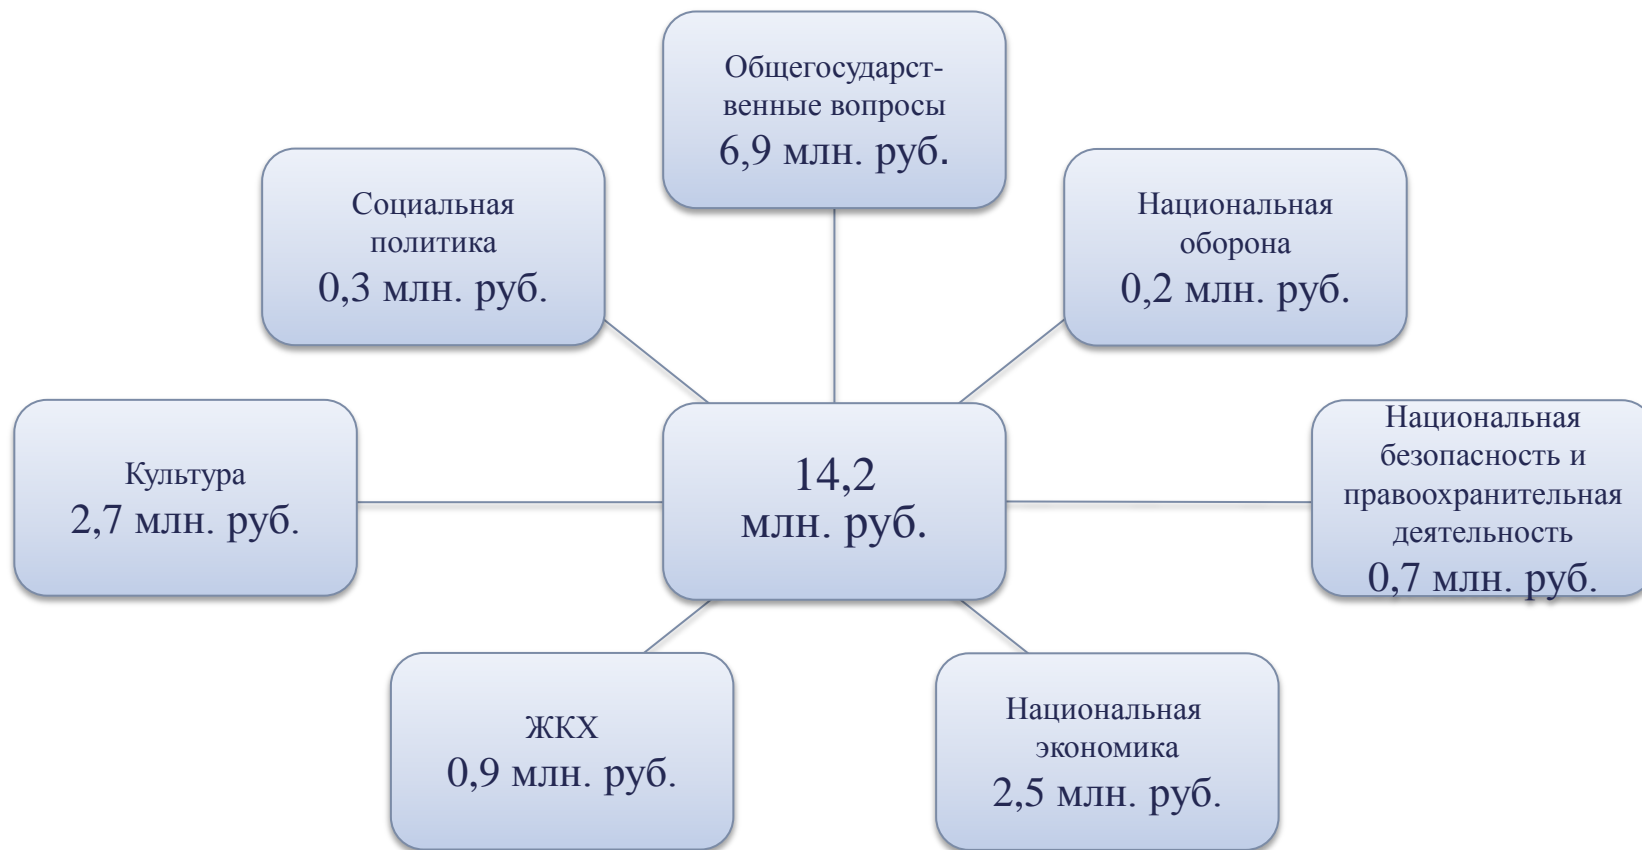 Общегосударст-
венные вопросы
6,9 млн. руб.
Социальная
политика
0,3 млн. руб.
Национальная
оборона
0,2 млн. руб.
Культура
2,7 млн. руб.
14,2
млн. руб.
Национальная
безопасность и
правоохранительная
деятельность
0,7 млн. руб.
ЖКХ
0,9 млн. руб.
Национальная
экономика
2,5 млн. руб.